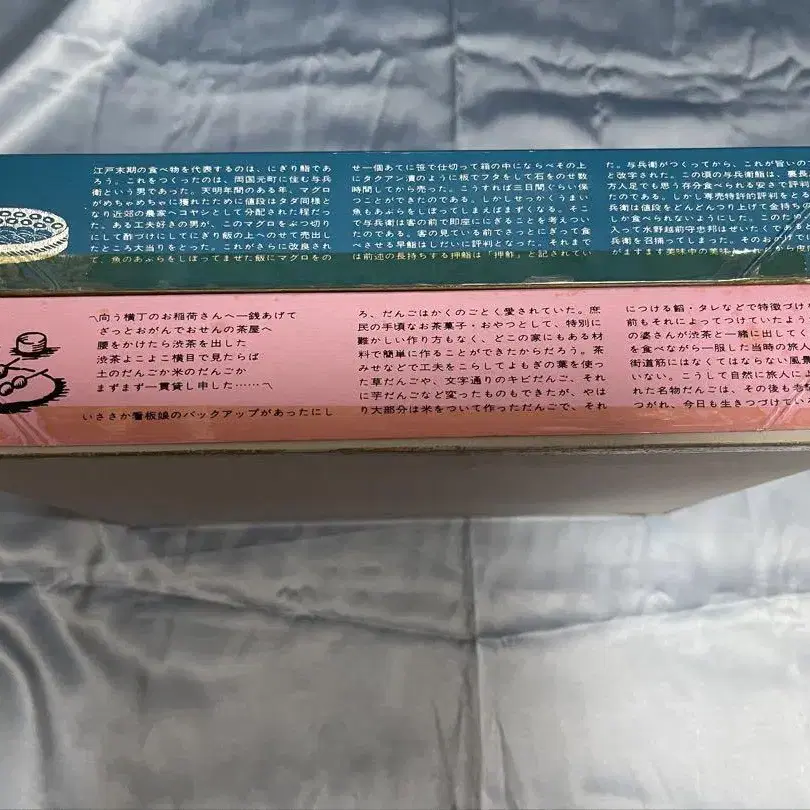 江戸末期の食べ物を代表するのは、にぎり鮨であ
ろう。これをつくったのは、両国元町に住む与兵
衛という男であった。天明年間のある年、マグロ
がめちゃめちゃに獲れたために値段はタダ同様と
なり近郊の農家へコヤシとして分配された程だっ
た。ある工夫好きの男が、このマグロをぶつ切り
にして酢づけにしてにぎり飯の上へのせて売出し
たところ大当りをとった。これがさらに改良され
て、魚のあぶらをしぼってまぜた飯にマグロをの
せ一個あてに笹で仕切って箱の中にならべその上
にタクアン漬のように板でフタをして石をのせ数
時間してから売った。こうすれば三日間ぐらい保
つことができたのである。しかしせっかくうまい
魚もあぶらをしぼってしまえばまずくなる。そこ
で与兵衛は客の前で即座ににぎることを考えつい
たのである。客の見ている前でさっとにぎって食
べさせる早鮨はしだいに評判となった。それまで
は前述の長持ちする押鮨は「押鮓」と記されてい
た。与兵衛がつくってから、これが旨いの
と改字された。この頃の与兵衛鮨は、裏長
万人足でも思う存分食べられる安さで評判
たのである。しかし専売特許的評判をとる
兵衛は値段をどんどんつり上げて金持ちの
か食べられないようにした。このため
入って水野越前守忠邦はぜいたくである
兵衛を召捕ってしまった。そのおかげで
がますます美味中の美味
〽向う横丁のお稲荷さんへ一銭あげて
ざっとおがんでおせんの茶屋へ
腰をかけたら渋茶を出した
渋茶よこよこ横目で見たらば
土のだんごか米のだんごか
まずまず一貫貸し申した……〽
いささか看板娘のバックアップがあったにし
ろ、だんごはかくのごとく愛されていた。庶
民の手頃なお茶菓子・おやつとして、特別に
難かしい作り方もなく、どこの家にもある材
料で簡単に作ることができたからだろう。茶
みせなどで工夫をこらしてよもぎの葉を使っ
た草だんごや、文字通りのキビだんご、それ
に芋だんごなど変ったものもできたが、やは
り大部分は米をついて作っただんごで、それ
につける餡・タレなどで特徴づけ
前もそれによってつけていたよう
の婆さんが渋茶と一緒に出してく
を食べながら一服した当時の旅人
街道筋にはなくてはならない風景
いない。こうして自然に旅人によ
れた名物だんごは、その後も
つがれ、今日も生きつづけている